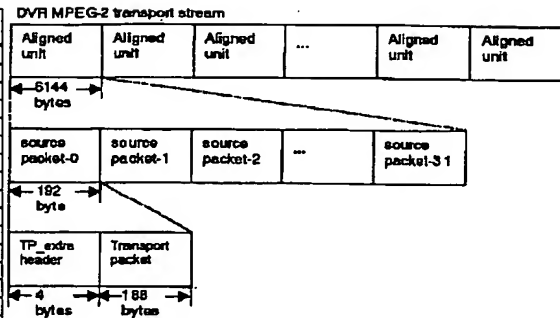 DVR MPEG-2 transport stream
Aligned unit
Aligned unit
Aligned unit
...
Aligned unit
Aligned unit
6144 bytes
source packet-0
source packet-1
source packet-2
...
source packet-31
192 byte
TP_extra header
Transport packet
4 bytes
188 bytes